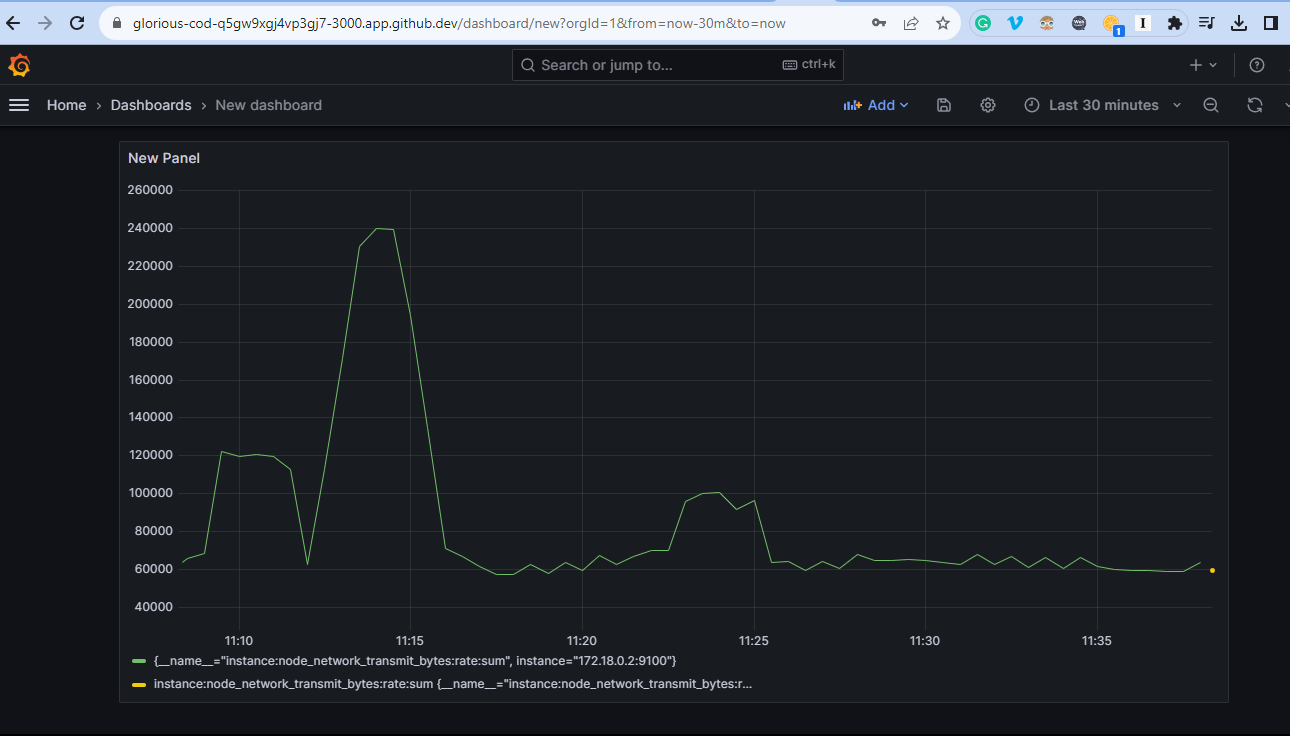 glorious-cod-q5gw9xgj4vp3gj7-3000.app.github.dev/dashboard/new?orgId=1&from=now-30m&to=now
1
Search or jump to...
ctrl+k
Home › Dashboards › New dashboard
Add
Last 30 minutes
New Panel
260000
240000
220000
200000
180000
160000
140000
120000
100000
80000
60000
40000
11:10 11:15 11:20 11:25 11:30 11:35
{__name__="instance:node_network_transmit_bytes:rate:sum", instance="172.18.0.2:9100"}
instance:node_network_transmit_bytes:rate:sum {__name__="instance:node_network_transmit_bytes:r...